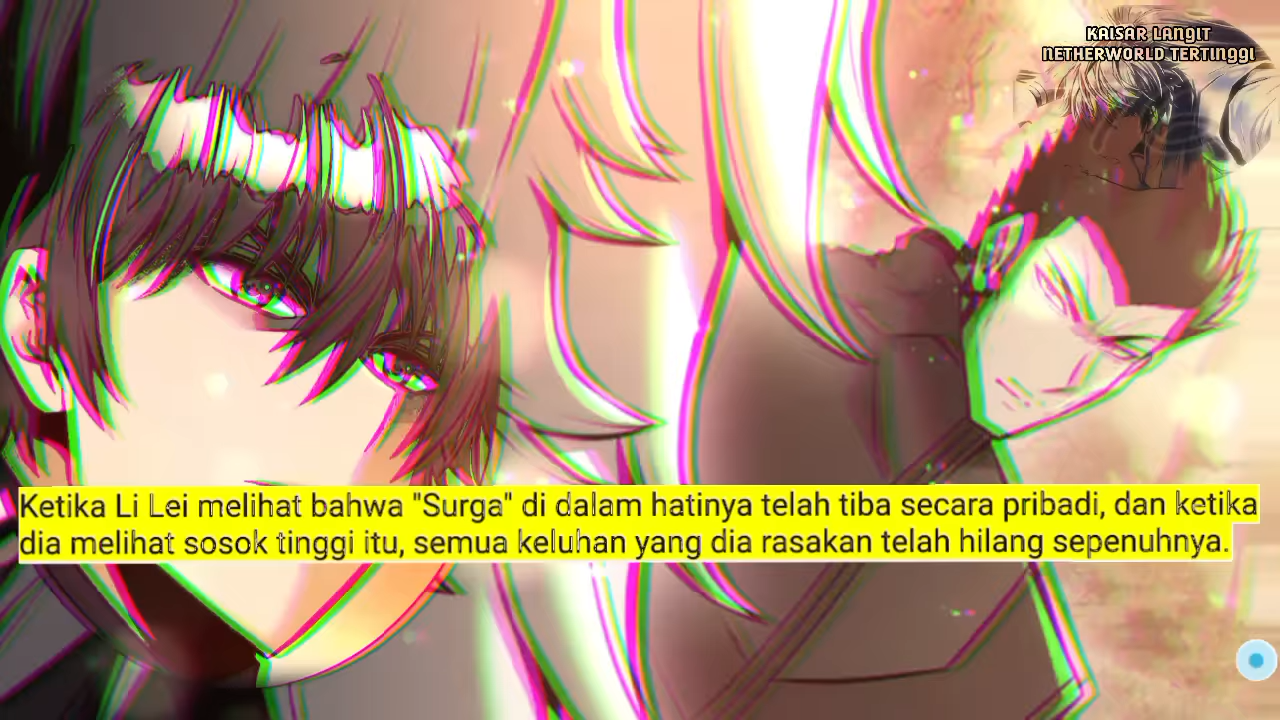 KAISAR LANGIT
NETHERWORLD TERTINGGI
Ketika Li Lei melihat bahwa "Surga" di dalam hatinya telah tiba secara pribadi, dan ketika
dia melihat sosok tinggi itu, semua keluhan yang dia rasakan telah hilang sepenuhnya.